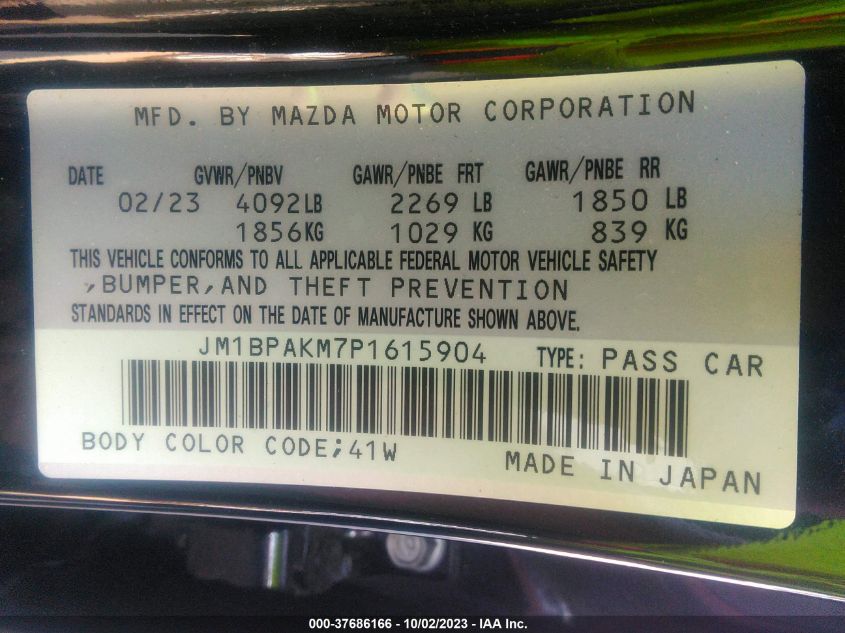 MFD. BY MAZDA MOTOR CORPORATION
DATE GVWR/PNBV GAWR/PNBE FRT GAWR/PNBE RR
02/23 4092LB 2269 LB 1850 LB
1856KG 1029 KG 839 KG
THIS VEHICLE CONFORMS TO ALL APPLICABLE FEDERAL MOTOR VEHICLE SAFETY
,BUMPER,AND THEFT PREVENTION
STANDARDS IN EFFECT ON THE DATE OF MANUFACTURE SHOWN ABOVE.
JM1BPAKM7P1615904 TYPE: PASS CAR
BODY COLOR CODE;41W
MADE IN JAPAN
000-37686166 - 10/02/2023 - IAA Inc.